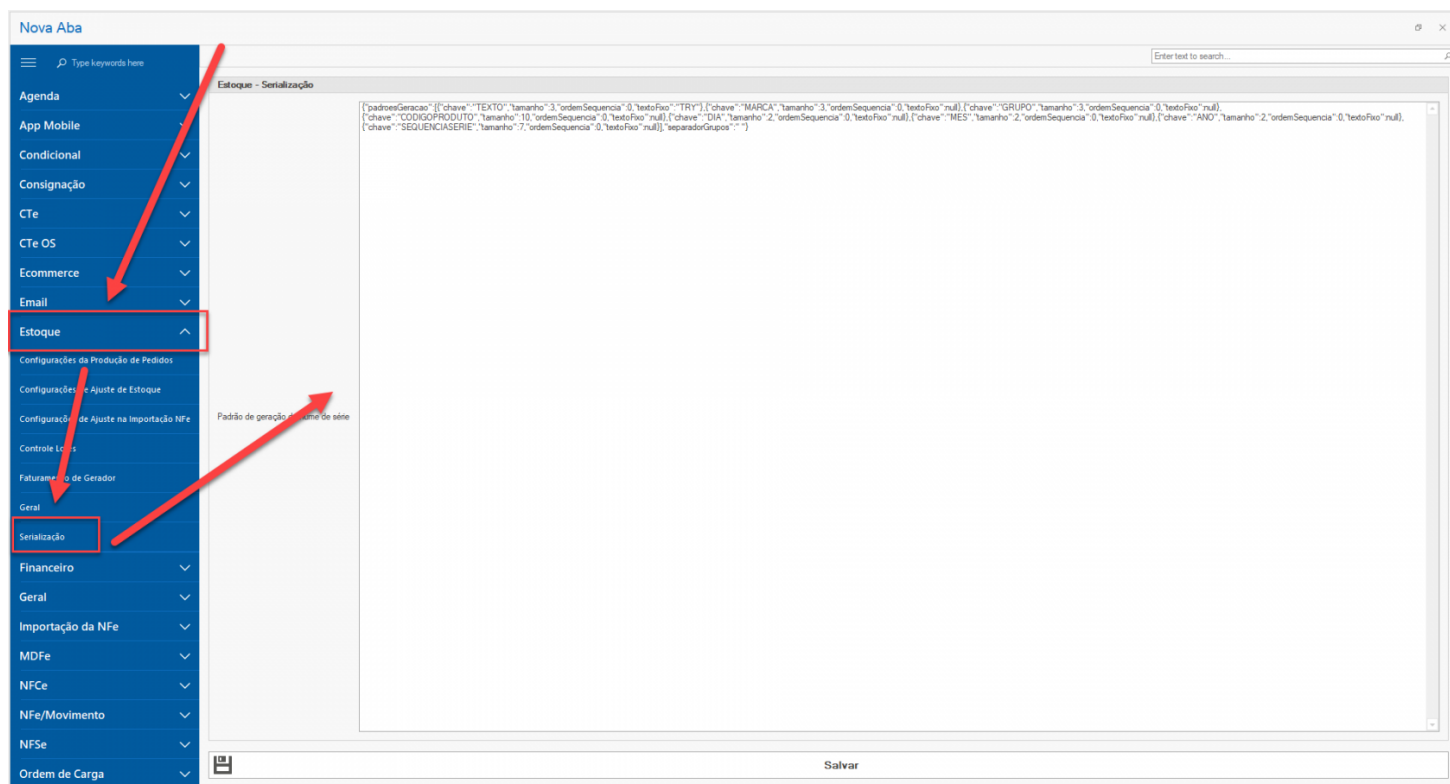 Nova Aba
Type keywords here
Enter text to search...
Agenda
App Mobile
Condicional
Consignação
CTe
CTe OS
Ecommerce
Email
Estoque
Configurações da Produção de Pedidos
Configurações de Ajuste de Estoque
Configurações de Ajuste na Importação NFe
Controle Lotes
Faturamento de Gerador
Geral
Serialização
Financeiro
Geral
Importação da NFe
MDFe
NFCe
NFe/Movimento
NFSe
Ordem de Carga
Estoque - Serialização
Padrão de geração do núme de série
{"padroesGeracao":[{"chave":"TEXTO","tamanho":3,"ordemSequencia":0,"textoFixo":"TRY"},{"chave":"MARCA","tamanho":3,"ordemSequencia":0,"textoFixo":null},{"chave":"GRUPO","tamanho":3,"ordemSequencia":0,"textoFixo":null},
{"chave":"CODIGOPRODUTO","tamanho":10,"ordemSequencia":0,"textoFixo":null},{"chave":"DIA","tamanho":2,"ordemSequencia":0,"textoFixo":null},{"chave":"MES","tamanho":2,"ordemSequencia":0,"textoFixo":null},{"chave":"ANO","tamanho":2,"ordemSequencia":0,"textoFixo":null},
{"chave":"SEQUENCIASERIE","tamanho":7,"ordemSequencia":0,"textoFixo":null}],"separadorGrupos":" "}
Salvar